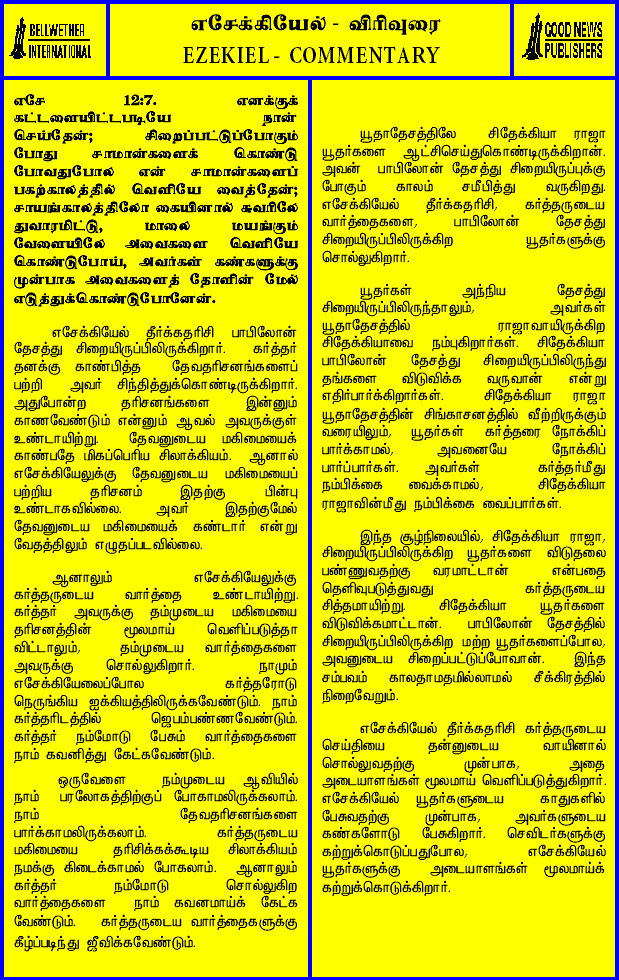 BELLWETHER
INTERNATIONAL
எசேக்கியேல் - விரிவுரை
EZEKIEL - COMMENTARY
GOOD NEWS
PUBLISHERS
எசே 12:7. எனக்குக்
கட்டளையிட்டபடியே நான்
செய்தேன்; சிறைப்பட்டுப்போகும்
போது சாமான்களைக் கொண்டு
போவதுபோல் என் சாமான்களைப்
பகற்காலத்தில் வெளியே வைத்தேன்;
சாயங்காலத்திலோ கையினால் சுவரிலே
துவாரமிட்டு, மாலை மயங்கும்
வேளையிலே அவைகளை வெளியே
கொண்டுபோய், அவர்கள் கண்களுக்கு
முன்பாக அவைகளைத் தோளின் மேல்
எடுத்துக்கொண்டுபோனேன்.
எசேக்கியேல் தீர்க்கதரிசி பாபிலோன்
தேசத்து சிறையிருப்பிலிருக்கிறார். கர்த்தர்
தனக்கு காண்பித்த தேவதரிசனங்களைப்
பற்றி அவர் சிந்தித்துக்கொண்டிருக்கிறார்.
அதுபோன்ற தரிசனங்களை இன்னும்
காணவேண்டும் என்னும் ஆவல் அவருக்குள்
உண்டாயிற்று. தேவனுடைய மகிமையைக்
காண்பதே மிகப்பெரிய சிலாக்கியம். ஆனால்
எசேக்கியேலுக்கு தேவனுடைய மகிமையைப்
பற்றிய தரிசனம் இதற்கு பின்பு
உண்டாகவில்லை. அவர் இதற்குமேல்
தேவனுடைய மகிமையைக் கண்டார் என்று
வேதத்திலும் எழுதப்படவில்லை.
ஆனாலும் எசேக்கியேலுக்கு
கர்த்தருடைய வார்த்தை உண்டாயிற்று.
கர்த்தர் அவருக்கு தம்முடைய மகிமையை
தரிசனத்தின் மூலமாய் வெளிப்படுத்தா
விட்டாலும், தம்முடைய வார்த்தைகளை
அவருக்கு சொல்லுகிறார். நாமும்
எசேக்கியேலைப்போல கர்த்தரோடு
நெருங்கிய ஐக்கியத்திலிருக்கவேண்டும். நாம்
கர்த்தரிடத்தில் ஜெபம்பண்ணவேண்டும்.
கர்த்தர் நம்மோடு பேசும் வார்த்தைகளை
நாம் கவனித்து கேட்கவேண்டும்.
ஒருவேளை நம்முடைய ஆவியில்
நாம் பரலோகத்திற்குப் போகாமலிருக்கலாம்.
நாம் தேவதரிசனங்களை
பார்க்காமலிருக்கலாம். கர்த்தருடைய
மகிமையை தரிசிக்கக்கூடிய சிலாக்கியம்
நமக்கு கிடைக்காமல் போகலாம். ஆனாலும்
கர்த்தர் நம்மோடு சொல்லுகிற
வார்த்தைகளை நாம் கவனமாய்க் கேட்க
வேண்டும். கர்த்தருடைய வார்த்தைகளுக்கு
கீழ்ப்படிந்து ஜீவிக்கவேண்டும்.
யூதாதேசத்திலே சிதேக்கியா ராஜா
யூதர்களை ஆட்சிசெய்துகொண்டிருக்கிறான்.
அவன் பாபிலோன் தேசத்து சிறையிருப்புக்கு
போகும் காலம் சமீபித்து வருகிறது.
எசேக்கியேல் தீர்க்கதரிசி, கர்த்தருடைய
வார்த்தைகளை, பாபிலோன் தேசத்து
சிறையிருப்பிலிருக்கிற யூதர்களுக்கு
சொல்லுகிறார்.
யூதர்கள் அந்நிய தேசத்து
சிறையிருப்பிலிருந்தாலும், அவர்கள்
யூதாதேசத்தில் ராஜாவாயிருக்கிற
சிதேக்கியாவை நம்புகிறார்கள். சிதேக்கியா
பாபிலோன் தேசத்து சிறையிருப்பிலிருந்து
தங்களை விடுவிக்க வருவான் என்று
எதிர்பார்க்கிறார்கள். சிதேக்கியா ராஜா
யூதாதேசத்தின் சிங்காசனத்தில் வீற்றிருக்கும்
வரையிலும், யூதர்கள் கர்த்தரை நோக்கிப்
பார்க்காமல், அவனையே நோக்கிப்
பார்ப்பார்கள். அவர்கள் கர்த்தர்மீது
நம்பிக்கை வைக்காமல், சிதேக்கியா
ராஜாவின்மீது நம்பிக்கை வைப்பார்கள்.
இந்த சூழ்நிலையில், சிதேக்கியா ராஜா,
சிறையிருப்பிலிருக்கிற யூதர்களை விடுதலை
பண்ணுவதற்கு வரமாட்டான் என்பதை
தெளிவுபடுத்துவது கர்த்தருடைய
சித்தமாயிற்று. சிதேக்கியா யூதர்களை
விடுவிக்கமாட்டான். பாபிலோன் தேசத்தில்
சிறையிருப்பிலிருக்கிற மற்ற யூதர்களைப்போல,
அவனுடைய சிறைப்பட்டுப்போவான். இந்த
சம்பவம் காலதாமதமில்லாமல் சீக்கிரத்தில்
நிறைவேறும்.
எசேக்கியேல் தீர்க்கதரிசி கர்த்தருடைய
செய்தியை தன்னுடைய வாயினால்
சொல்லுவதற்கு முன்பாக, அதை
அடையாளங்கள் மூலமாய் வெளிப்படுத்துகிறார்.
எசேக்கியேல் யூதர்களுடைய காதுகளில்
பேசுவதற்கு முன்பாக, அவர்களுடைய
கண்களோடு பேசுகிறார். செவிடர்களுக்கு
கற்றுக்கொடுப்பதுபோல, எசேக்கியேல்
யூதர்களுக்கு அடையாளங்கள் மூலமாய்க்
கற்றுக்கொடுக்கிறார்.